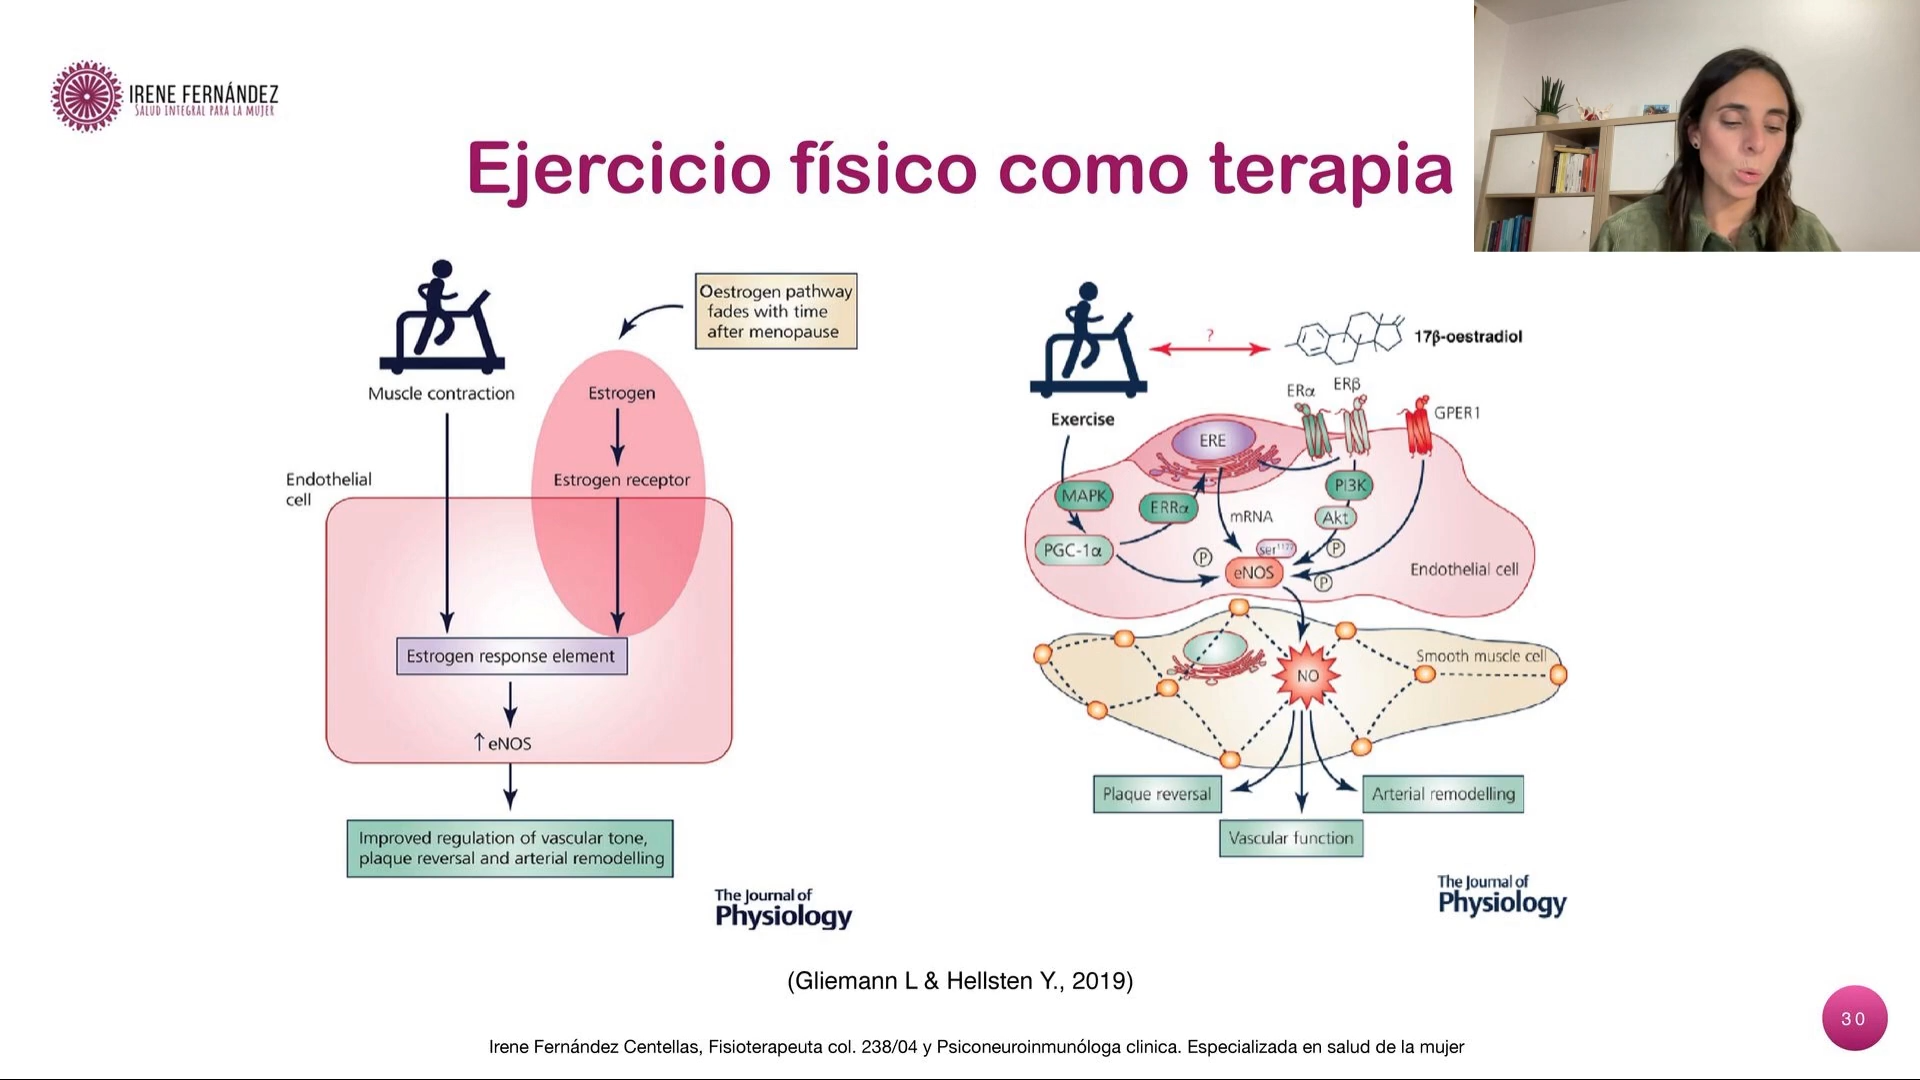 IRENE FERNÁNDEZ
SALUD INTEGRAL PARA LA MUJER
Ejercicio físico como terapia
Oestrogen pathway
fades with time
after menopause
Muscle contraction
Estrogen
Endothelial
cell
Estrogen receptor
Estrogen response element
↑ eNOS
Improved regulation of vascular tone,
plaque reversal and arterial remodelling
The Journal of
Physiology
?
17β-oestradiol
Exercise
ERα
ERβ
GPER1
ERE
MAPK
ERRα
mRNA
PI3K
Akt
PGC-1α
P
ser1177
P
eNOS
P
Endothelial cell
Smooth muscle cell
NO
Plaque reversal
Arterial remodelling
Vascular function
The Journal of
Physiology
(Gliemann L & Hellsten Y., 2019)
30
Irene Fernández Centellas, Fisioterapeuta col. 238/04 y Psiconeuroinmunóloga clinica. Especializada en salud de la mujer